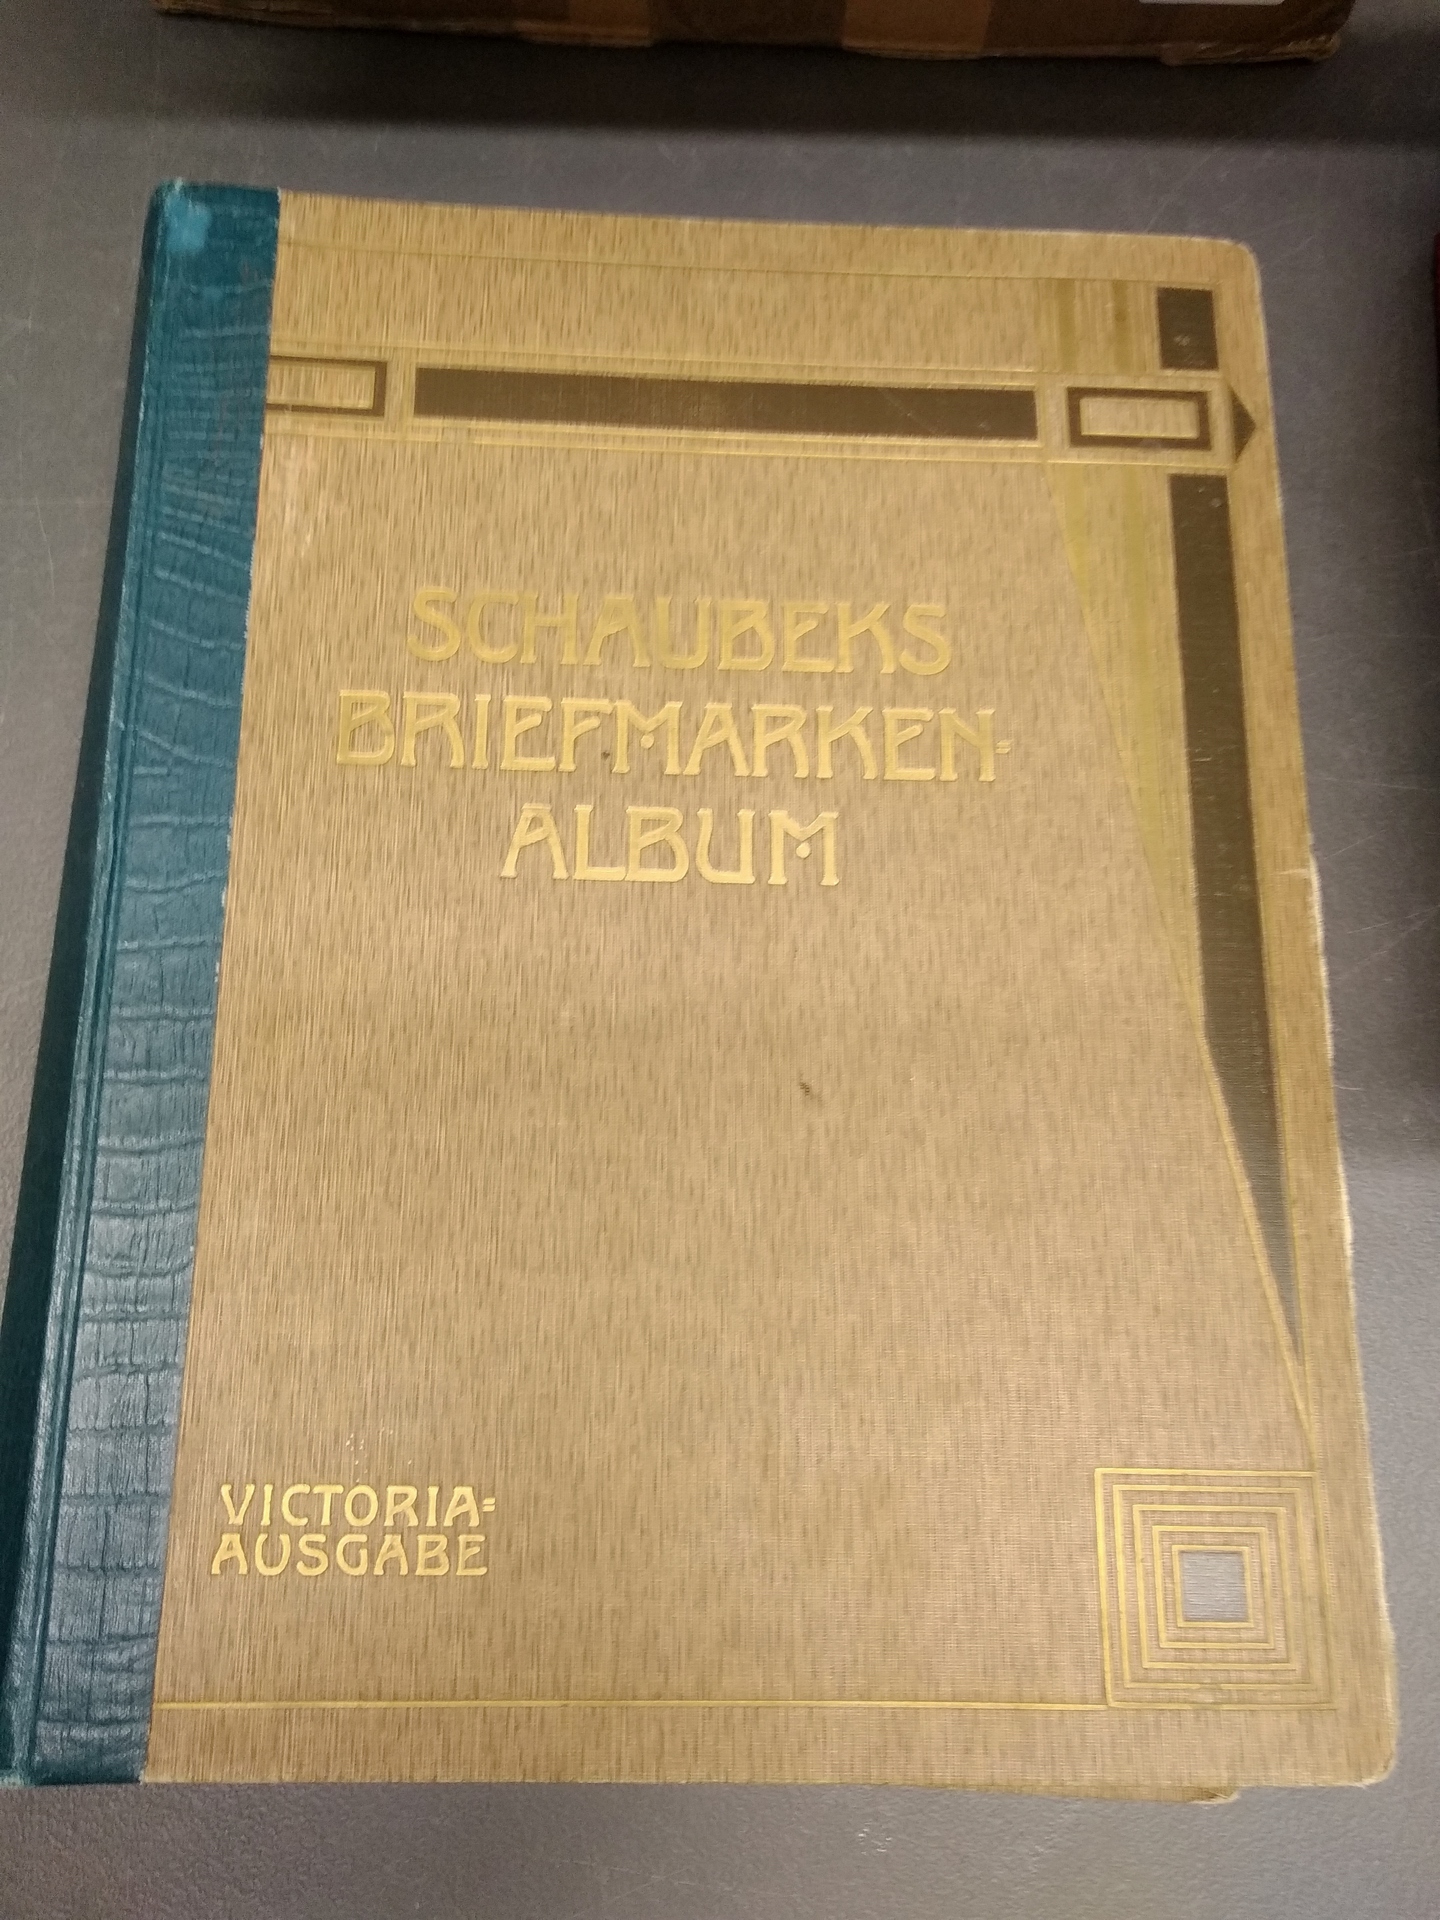 SCHAUBEKS
BRIEFMARKEN=
ALBUM
VICTORIA=
AUSGABE